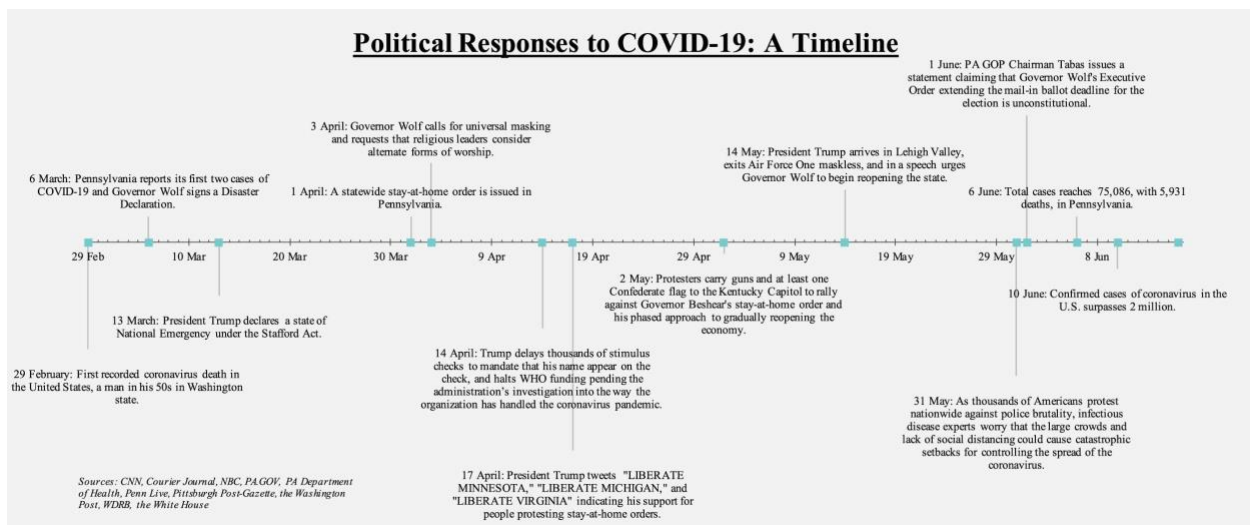 Political Responses to COVID-19: A Timeline
1 June: PA GOP Chairman Tabas issues a
statement claiming that Governor Wolf's Executive
Order extending the mail-in ballot deadline for the
election is unconstitutional.
3 April: Governor Wolf calls for universal masking
and requests that religious leaders consider
alternate forms of worship.
14 May: President Trump arrives in Lehigh Valley,
exits Air Force One maskless, and in a speech urges
Governor Wolf to begin reopening the state.
6 March: Pennsylvania reports its first two cases of
COVID-19 and Governor Wolf signs a Disaster
Declaration.
1 April: A statewide stay-at-home order is issued in
Pennsylvania.
6 June: Total cases reaches 75,086, with 5,931
deaths, in Pennsylvania.
29 Feb
10 Mar
20 Mar
30 Mar
9 Apr
19 Apr
29 Apr
9 May
19 May
29 May
8 Jun
2 May: Protesters carry guns and at least one
Confederate flag to the Kentucky Capitol to rally
against Governor Beshear's stay-at-home order and
his phased approach to gradually reopening the
economy.
10 June: Confirmed cases of coronavirus in the
U.S. surpasses 2 million.
13 March: President Trump declares a state of
National Emergency under the Stafford Act.
14 April: Trump delays thousands of stimulus
checks to mandate that his name appear on the
check, and halts WHO funding pending the
administration's investigation into the way the
organization has handled the coronavirus pandemic.
29 February: First recorded coronavirus death in
the United States, a man in his 50s in Washington
state.
31 May: As thousands of Americans protest
nationwide against police brutality, infectious
disease experts worry that the large crowds and
lack of social distancing could cause catastrophic
setbacks for controlling the spread of the
coronavirus.
17 April: President Trump tweets "LIBERATE
MINNESOTA," "LIBERATE MICHIGAN," and
"LIBERATE VIRGINIA" indicating his support for
people protesting stay-at-home orders.
Sources: CNN, Courier Journal, NBC, PA.GOV, PA Department
of Health, Penn Live, Pittsburgh Post-Gazette, the Washington
Post, WDRB, the White House